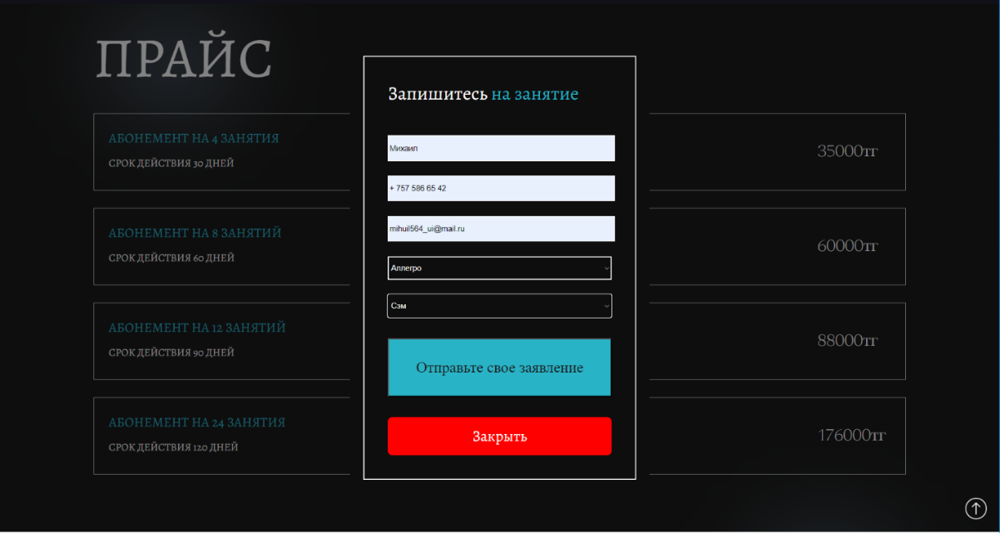 ПРАЙС
Запишитесь на занятие
Михаил
+ 757 586 65 42
mihuil564_ui@mail.ru
Аллегро
Сэм
Отправьте свое заявление
Закрыть
АБОНЕМЕНТ НА 4 ЗАНЯТИЯ
СРОК ДЕЙСТВИЯ 30 ДНЕЙ
35000тг
АБОНЕМЕНТ НА 8 ЗАНЯТИЙ
СРОК ДЕЙСТВИЯ 60 ДНЕЙ
60000тг
АБОНЕМЕНТ НА 12 ЗАНЯТИЙ
СРОК ДЕЙСТВИЯ 90 ДНЕЙ
88000тг
АБОНЕМЕНТ НА 24 ЗАНЯТИЯ
СРОК ДЕЙСТВИЯ 120 ДНЕЙ
176000тг